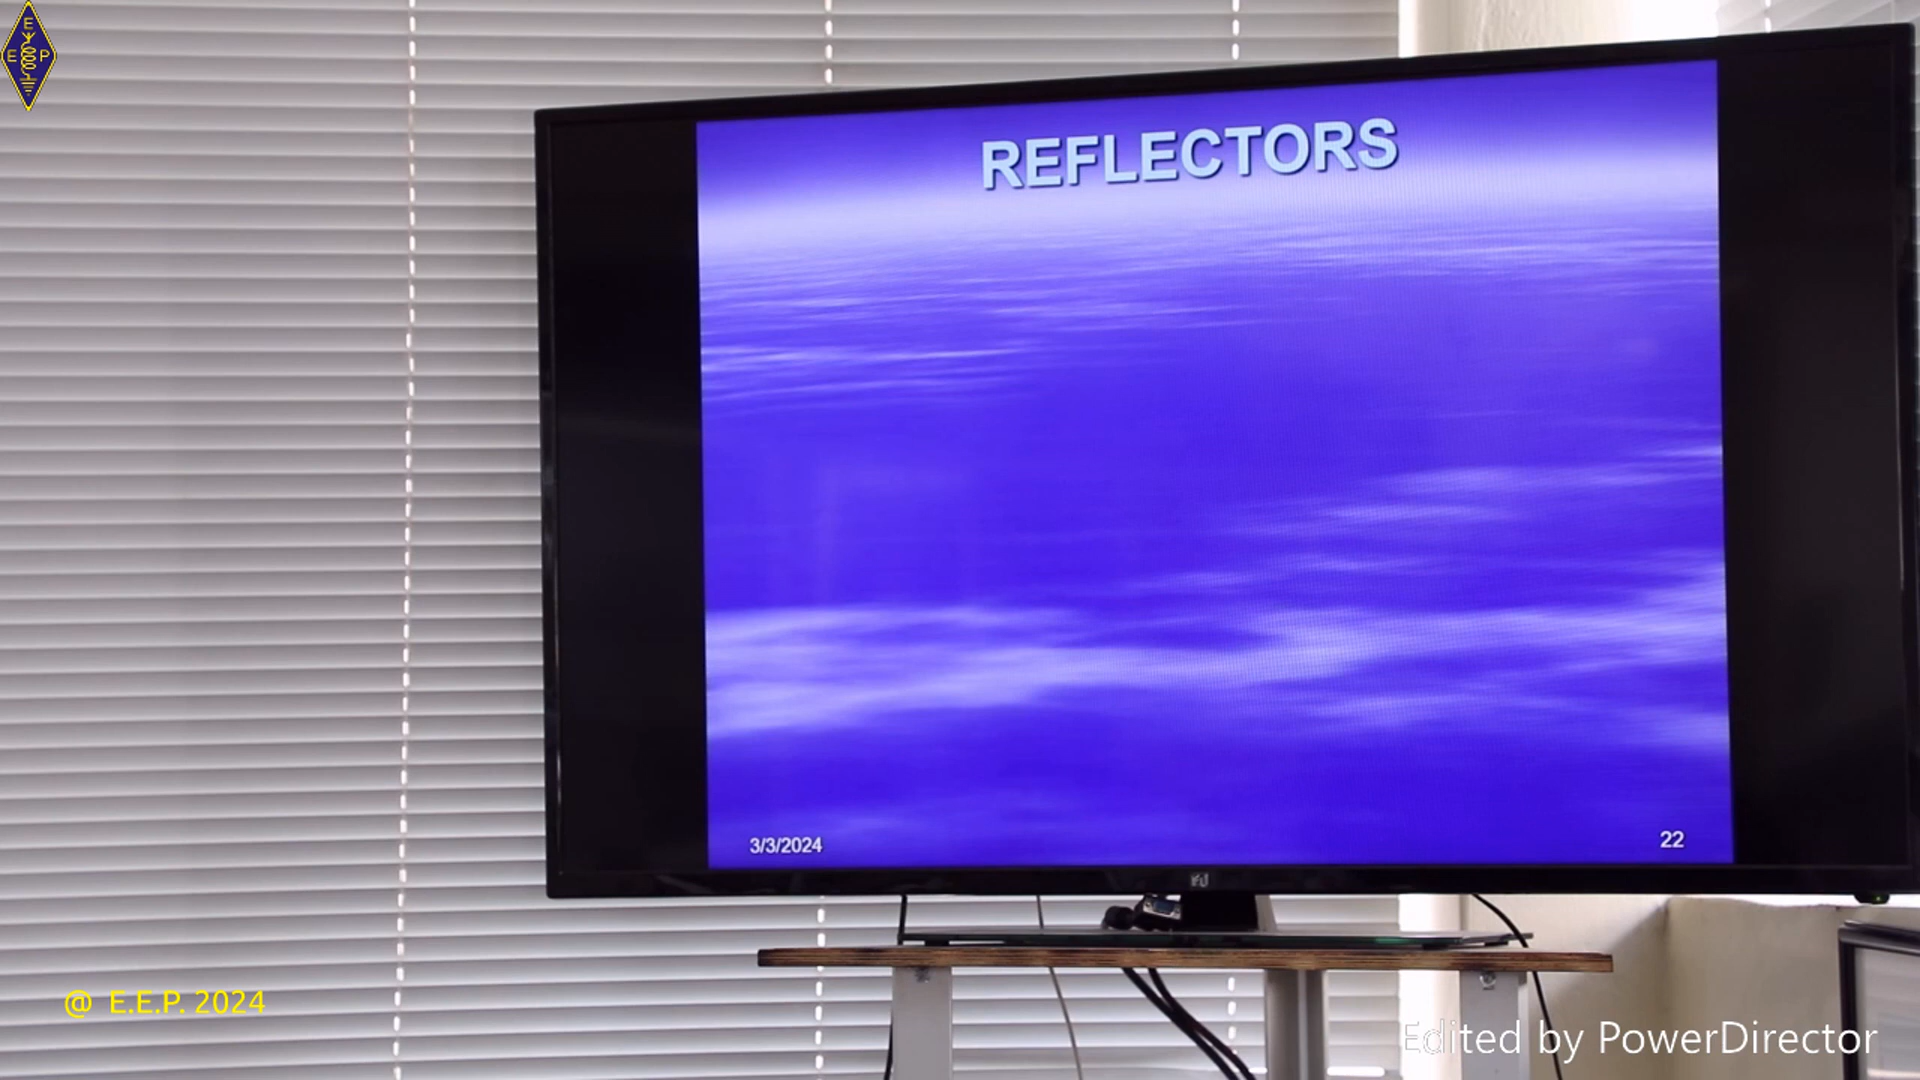 E
E P
REFLECTORS
3/3/2024
22
@ E.E.P. 2024
Edited by PowerDirector